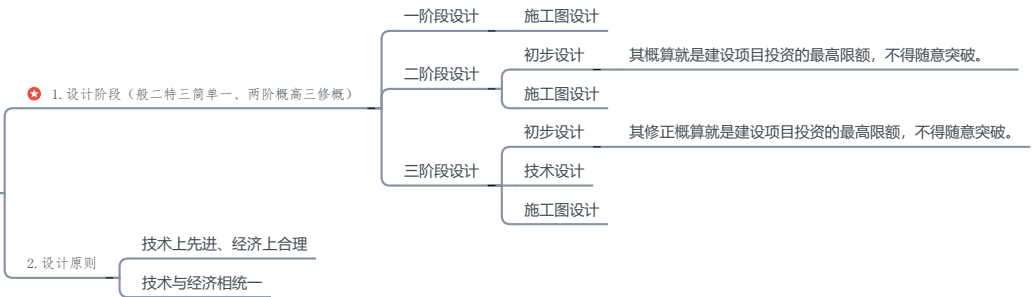 1.设计阶段（般二特三简单一、两阶概高三修概）
一阶段设计
施工图设计
二阶段设计
初步设计
其概算就是建设项目投资的最高限额，不得随意突破。
施工图设计
三阶段设计
初步设计
其修正概算就是建设项目投资的最高限额，不得随意突破。
技术设计
施工图设计
2.设计原则
技术上先进、经济上合理
技术与经济相统一